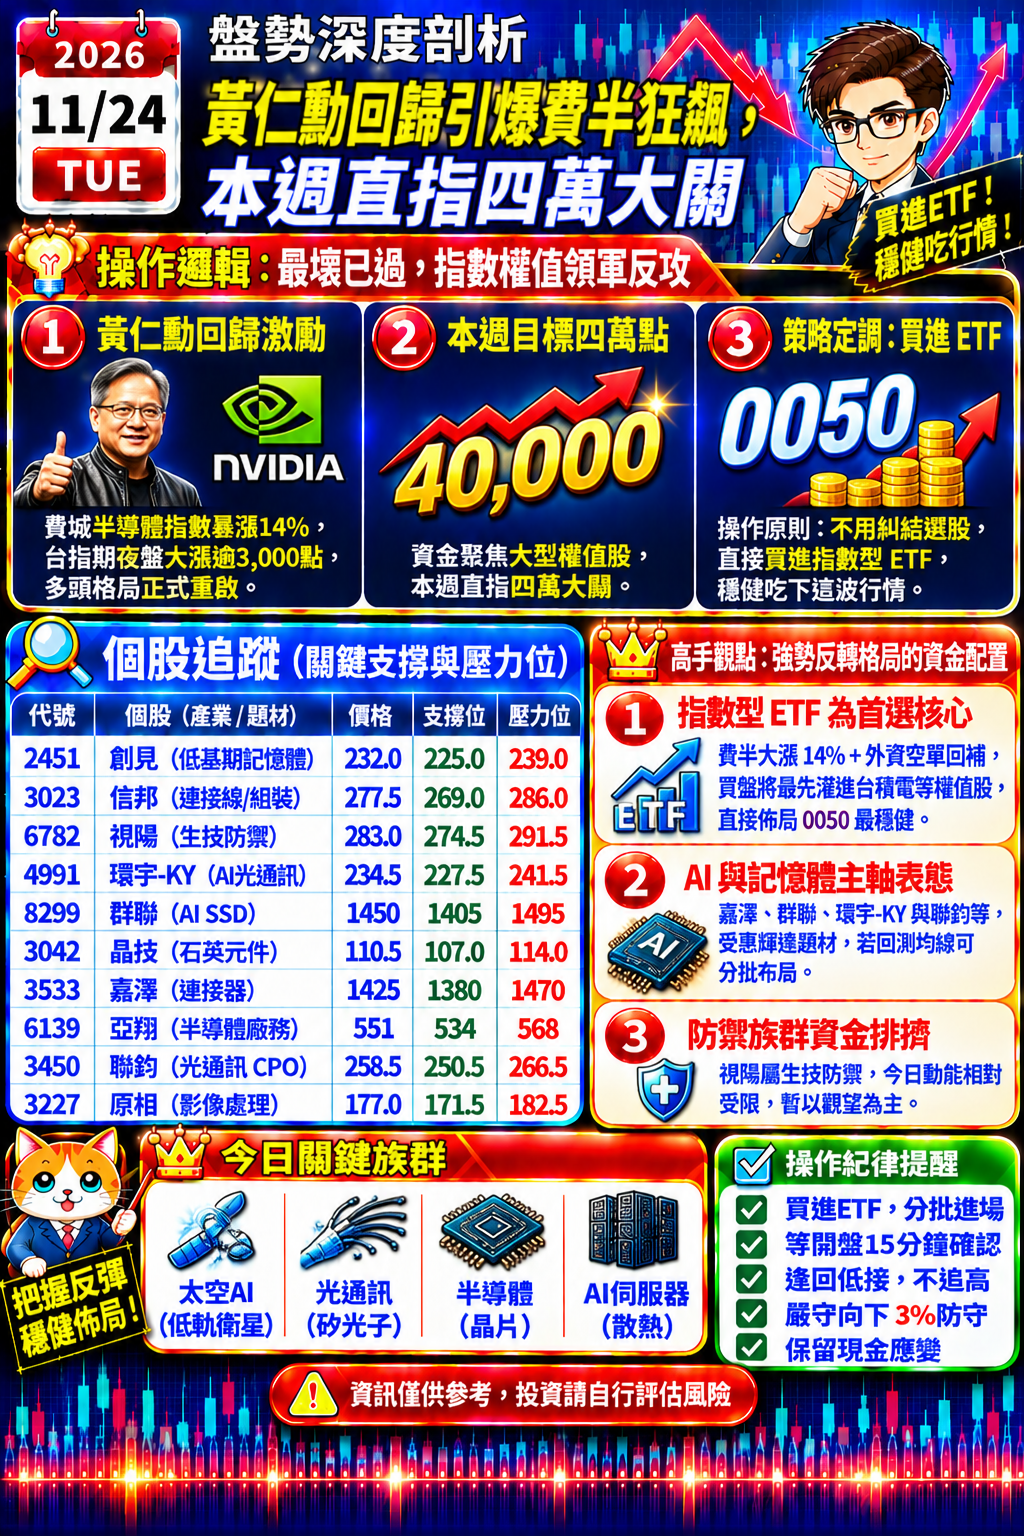 2026
11/24
TUE
盤勢深度剖析
黃仁勳回歸引爆費半狂飆，
本週直指四萬大關
買進ETF！
穩健吃行情！
操作邏輯：最壞已過，指數權值領軍反攻
1 黃仁勳回歸激勵
NVIDIA
費城半導體指數暴漲14%，
台指期夜盤大漲逾3,000點，
多頭格局正式重啟。
2 本週目標四萬點
40,000
資金聚焦大型權值股，
本週直指四萬大關。
3 策略定調：買進 ETF
0050
操作原則：不用糾結選股，
直接買進指數型 ETF，
穩健吃下這波行情。
個股追蹤（關鍵支撐與壓力位）
代號 個股（產業／題材） 價格 支撐位 壓力位
2451 創見（低基期記憶體） 232.0 225.0 239.0
3023 信邦（連接線/組裝） 277.5 269.0 286.0
6782 視陽（生技防禦） 283.0 274.5 291.5
4991 環宇-KY（AI光通訊） 234.5 227.5 241.5
8299 群聯（AI SSD） 1450 1405 1495
3042 晶技（石英元件） 110.5 107.0 114.0
3533 嘉澤（連接器） 1425 1380 1470
6139 亞翔（半導體廠務） 551 534 568
3450 聯鈞（光通訊 CPO） 258.5 250.5 266.5
3227 原相（影像處理） 177.0 171.5 182.5
高手觀點：強勢反轉格局的資金配置
1 指數型 ETF 為首選核心
ETF
費半大漲 14%＋外資空單回補，
買盤將最先灌進台積電等權值股，
直接佈局 0050 最穩健。
2 AI 與記憶體主軸表態
AI
嘉澤、群聯、環宇-KY 與聯鈞等，
受惠輝達題材，若回測均線可
分批布局。
3 防禦族群資金排擠
視陽屬生技防禦，今日動能相對
受限，暫以觀望為主。
把握反彈
穩健佈局！
今日關鍵族群
太空AI
（低軌衛星）
光通訊
（矽光子）
半導體
（晶片）
AI伺服器
（散熱）
操作紀律提醒
買進ETF，分批進場
等開盤15分鐘確認
逢回低接，不追高
嚴守向下 3%防守
保留現金應變
資訊僅供參考，投資請自行評估風險